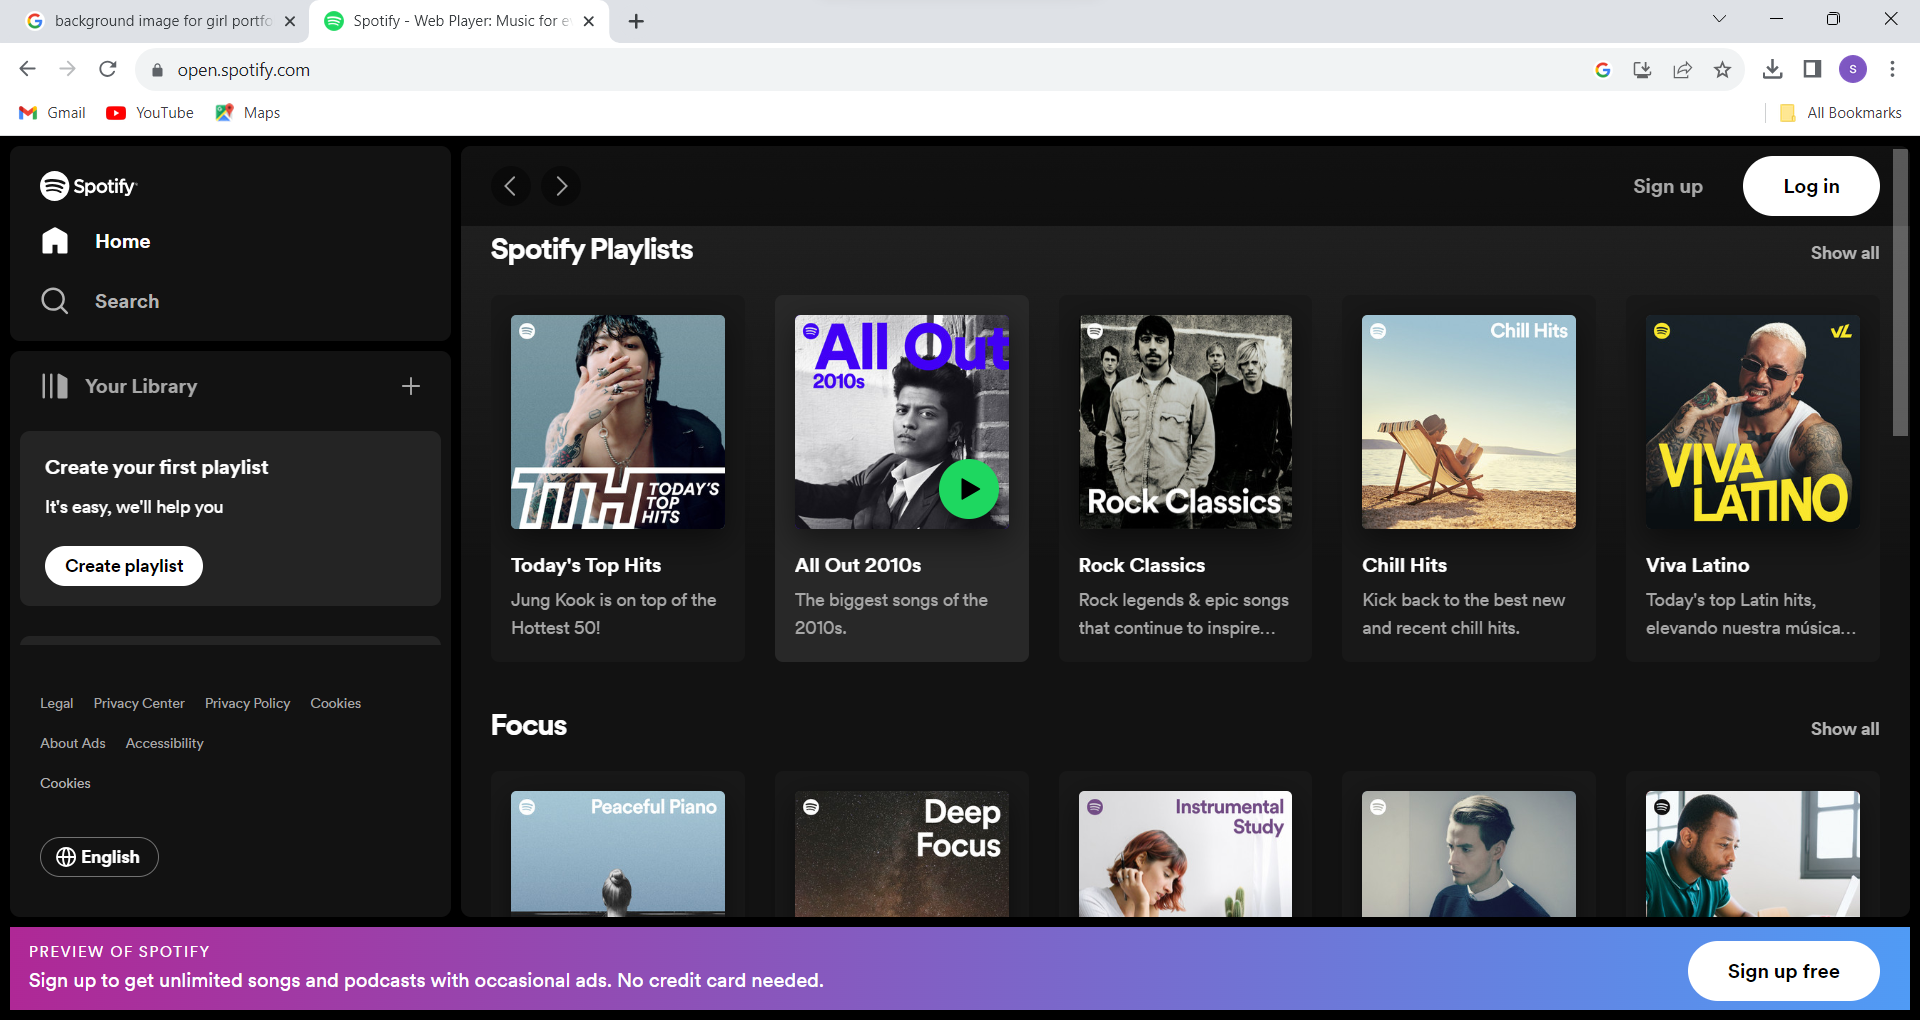 background image for girl portfo
Spotify - Web Player: Music for e
open.spotify.com
S
Gmail
YouTube
Maps
All Bookmarks
Spotify
Home
Search
Your Library
Create your first playlist
It's easy, we'll help you
Create playlist
Legal
Privacy Center
Privacy Policy
Cookies
About Ads
Accessibility
Cookies
English
Sign up
Log in
Spotify Playlists
Show all
TTH TODAY'S
TOP
HITS
Today's Top Hits
Jung Kook is on top of the
Hottest 50!
All Out
2010s
All Out 2010s
The biggest songs of the
2010s.
Rock Classics
Rock Classics
Rock legends & epic songs
that continue to inspire...
Chill Hits
Chill Hits
Kick back to the best new
and recent chill hits.
VL
VIVA
LATINO
Viva Latino
Today's top Latin hits,
elevando nuestra música...
Focus
Show all
Peaceful Piano
Deep
Focus
Instrumental
Study
PREVIEW OF SPOTIFY
Sign up to get unlimited songs and podcasts with occasional ads. No credit card needed.
Sign up free